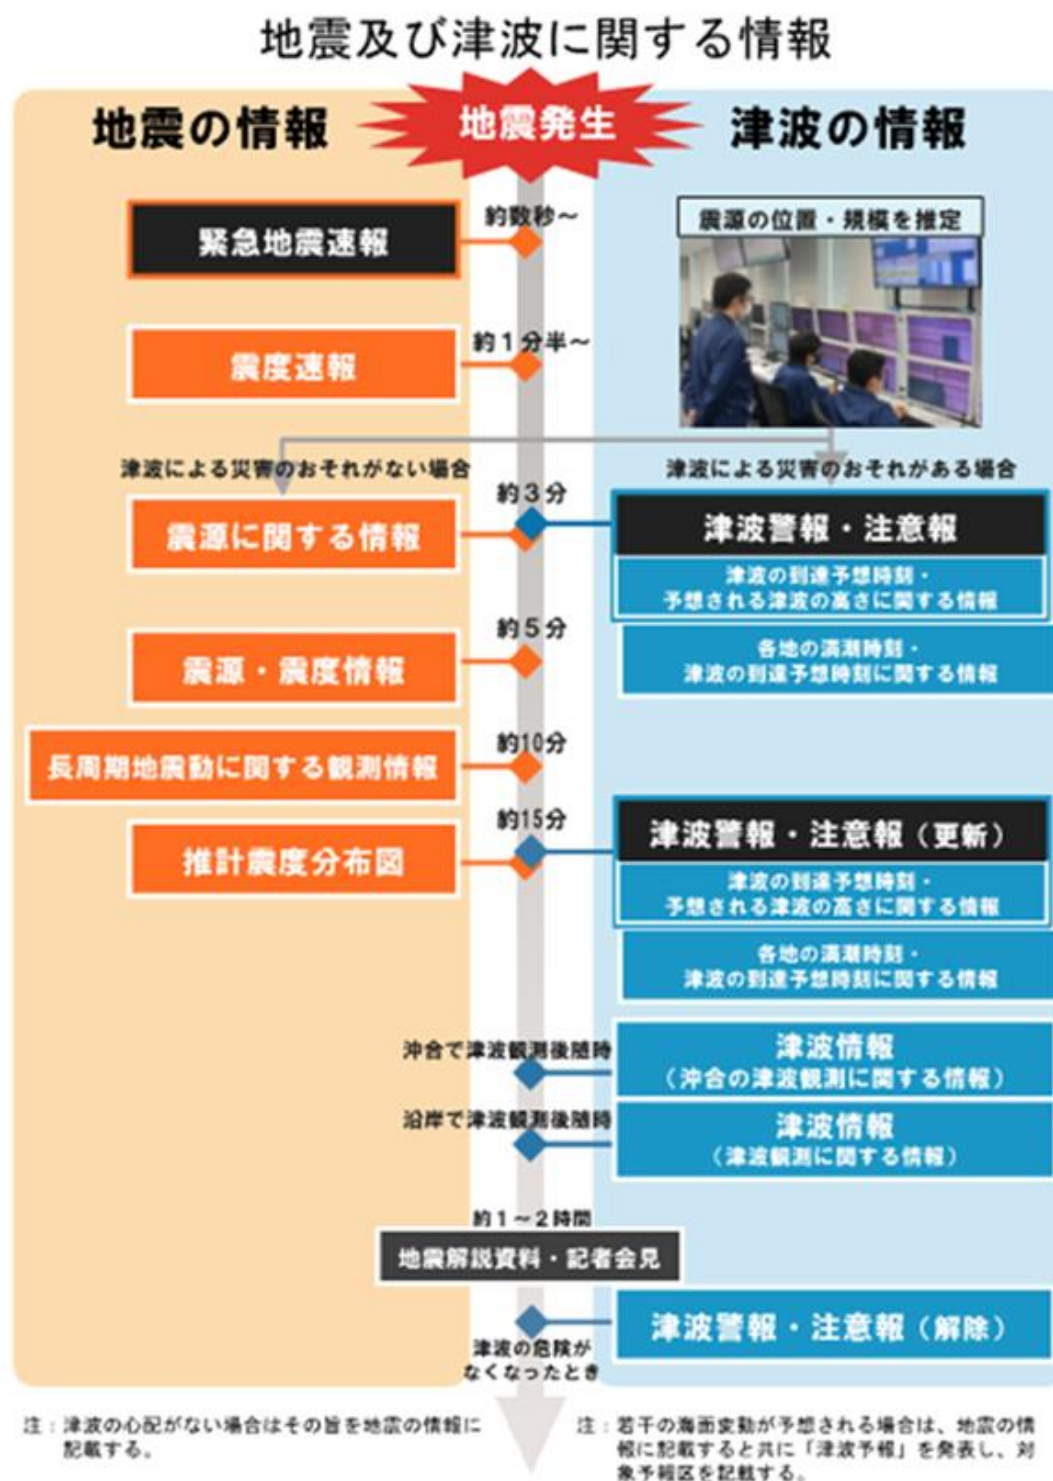 地震及び津波に関する情報
地震の情報
地震発生
津波の情報
約数秒～
緊急地震速報
震源の位置・規模を推定
約1分半～
震度速報
津波による災害のおそれがない場合
津波による災害のおそれがある場合
約3分
震源に関する情報
津波警報・注意報
津波の到達予想時刻・
予想される津波の高さに関する情報
約5分
震源・震度情報
各地の満潮時刻・
津波の到達予想時刻に関する情報
約10分
長周期地震動に関する観測情報
約15分
推計震度分布図
津波警報・注意報（更新）
津波の到達予想時刻・
予想される津波の高さに関する情報
各地の満潮時刻・
津波の到達予想時刻に関する情報
沖合で津波観測後随時
津波情報
（沖合の津波観測に関する情報）
沿岸で津波観測後随時
津波情報
（津波観測に関する情報）
約1～2時間
地震解説資料・記者会見
津波警報・注意報（解除）
津波の危険が
なくなったとき
注：津波の心配がない場合はその旨を地震の情報に
記載する。
注：若干の海面変動が予想される場合は、地震の情
報に記載すると共に「津波予報」を発表し、対
象予報区を記載する。